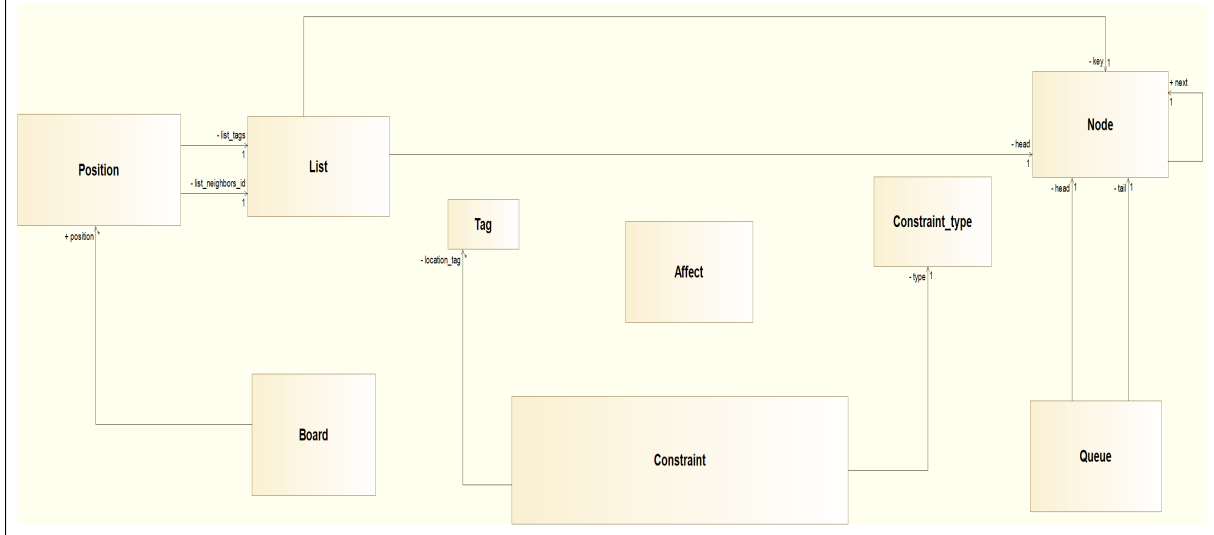 - key
1
+ next
1
Node
- list_tags
1
- head
1
Position
List
- list_neighbors_id
1
- head
1
- tail
1
Tag
Constraint_type
+ position
*
- location_tag
*
Affect
- type
1
Board
Constraint
Queue